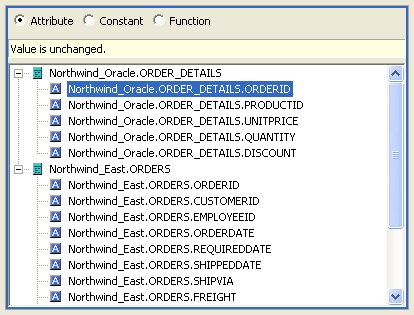 Attribute Constant Function
Value is unchanged.
Northwind_Oracle.ORDER_DETAILS
A Northwind_Oracle.ORDER_DETAILS.ORDERID
A Northwind_Oracle.ORDER_DETAILS.PRODUCTID
A Northwind_Oracle.ORDER_DETAILS.UNITPRICE
A Northwind_Oracle.ORDER_DETAILS.QUANTITY
A Northwind_Oracle.ORDER_DETAILS.DISCOUNT
Northwind_East.ORDERS
A Northwind_East.ORDERS.ORDERID
A Northwind_East.ORDERS.CUSTOMERID
A Northwind_East.ORDERS.EMPLOYEEID
A Northwind_East.ORDERS.ORDERDATE
A Northwind_East.ORDERS.REQUIREDDATE
A Northwind_East.ORDERS.SHIPPEDDATE
A Northwind_East.ORDERS.SHIPVIA
A Northwind_East.ORDERS.FREIGHT